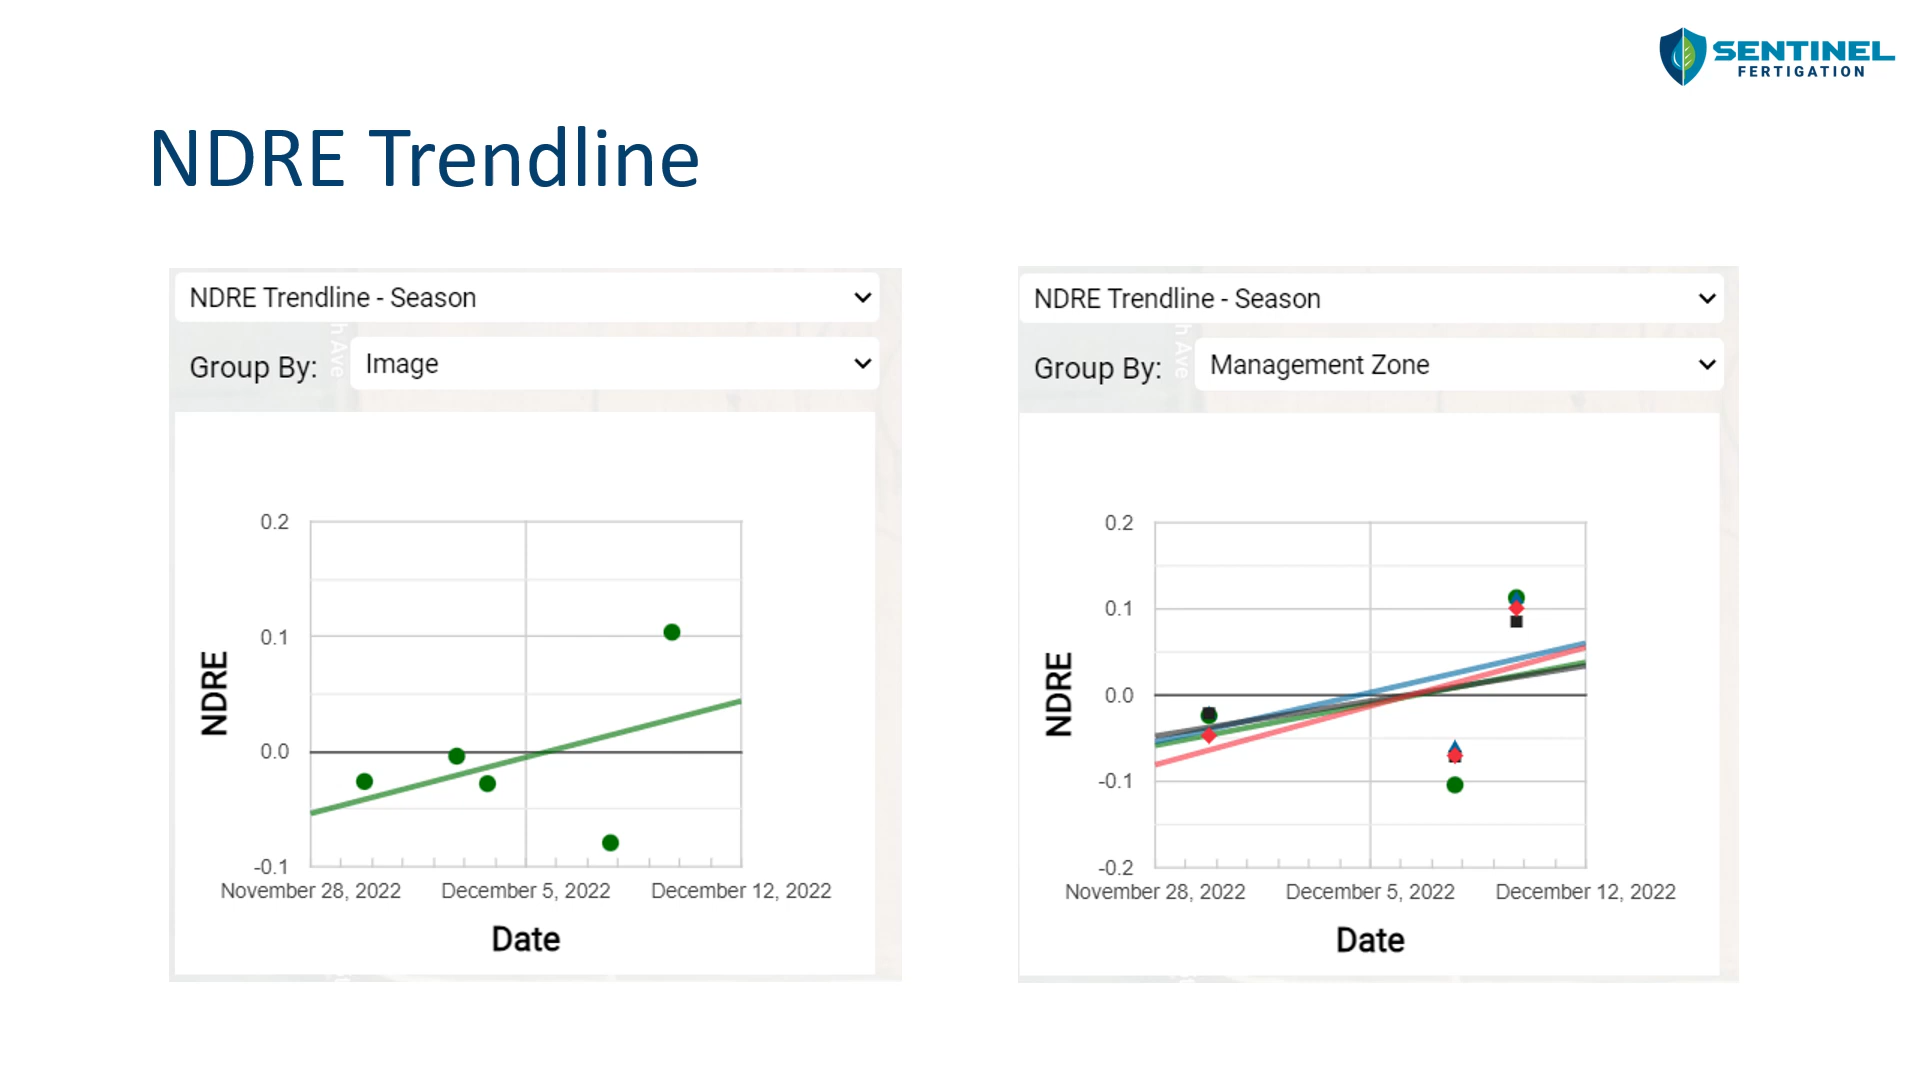 SENTINEL
FERTIGATION
NDRE Trendline
NDRE Trendline - Season
Group By:
h Ave
Image
NDRE
0.2
0.1
0.0
-0.1
November 28, 2022
December 5, 2022
December 12, 2022
Date
NDRE Trendline - Season
Group By:
h Ave
Management Zone
NDRE
0.2
0.1
0.0
-0.1
-0.2
November 28, 2022
December 5, 2022
December 12, 2022
Date